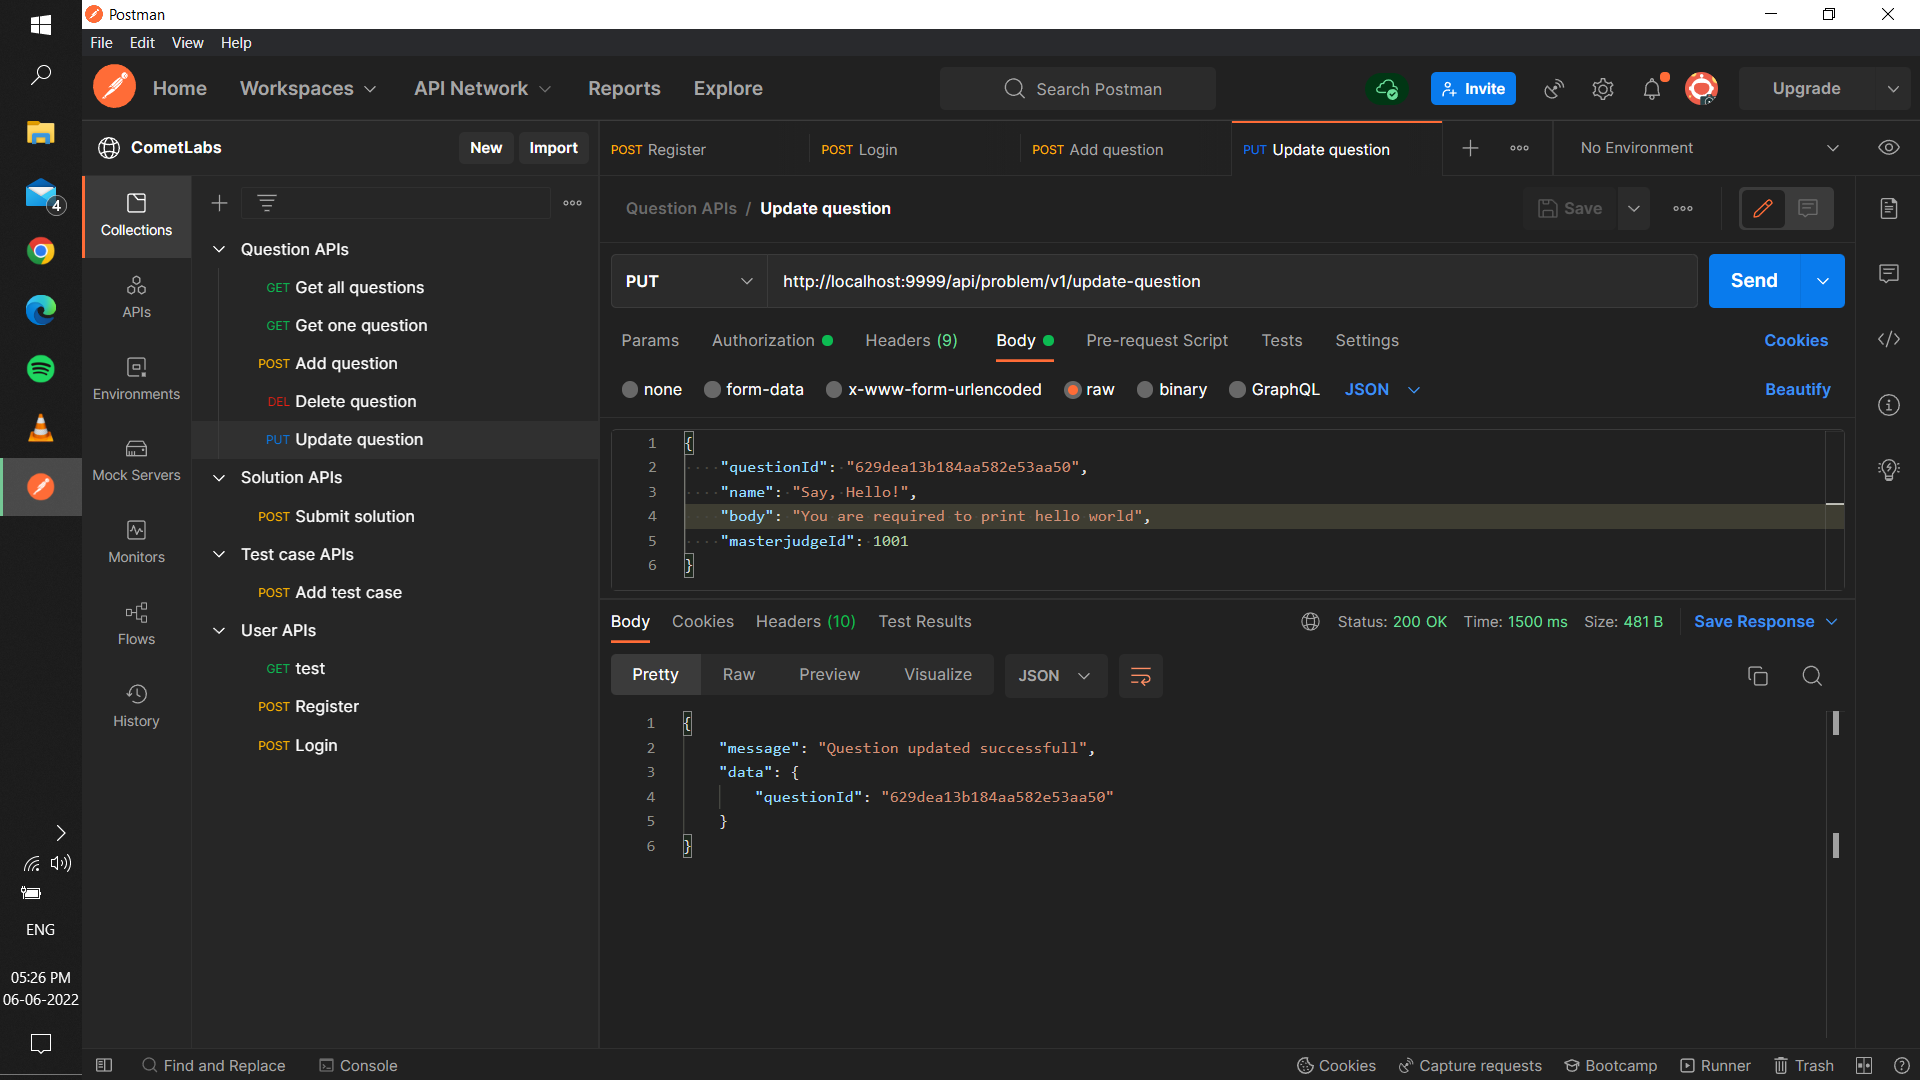 Postman
File Edit View Help
Home Workspaces API Network Reports Explore Search Postman Invite Upgrade
CometLabs New Import
POST Register POST Login POST Add question PUT Update question No Environment
Question APIs / Update question Save
Collections
APIs
Environments
Mock Servers
Monitors
Flows
History
Question APIs
GET Get all questions
GET Get one question
POST Add question
DEL Delete question
PUT Update question
Solution APIs
POST Submit solution
Test case APIs
POST Add test case
User APIs
GET test
POST Register
POST Login
PUT http://localhost:9999/api/problem/v1/update-question Send
Params Authorization Headers (9) Body Pre-request Script Tests Settings Cookies
none form-data x-www-form-urlencoded raw binary GraphQL JSON Beautify
1 {
2 "questionId": "629dea13b184aa582e53aa50",
3 "name": "Say, Hello!",
4 "body": "You are required to print hello world",
5 "masterjudgeId": 1001
6 }
Body Cookies Headers (10) Test Results Status: 200 OK Time: 1500 ms Size: 481 B Save Response
Pretty Raw Preview Visualize JSON
1 {
2 "message": "Question updated successfull",
3 "data": {
4 "questionId": "629dea13b184aa582e53aa50"
5 }
6 }
4
ENG
05:26 PM
06-06-2022
Find and Replace Console Cookies Capture requests Bootcamp Runner Trash